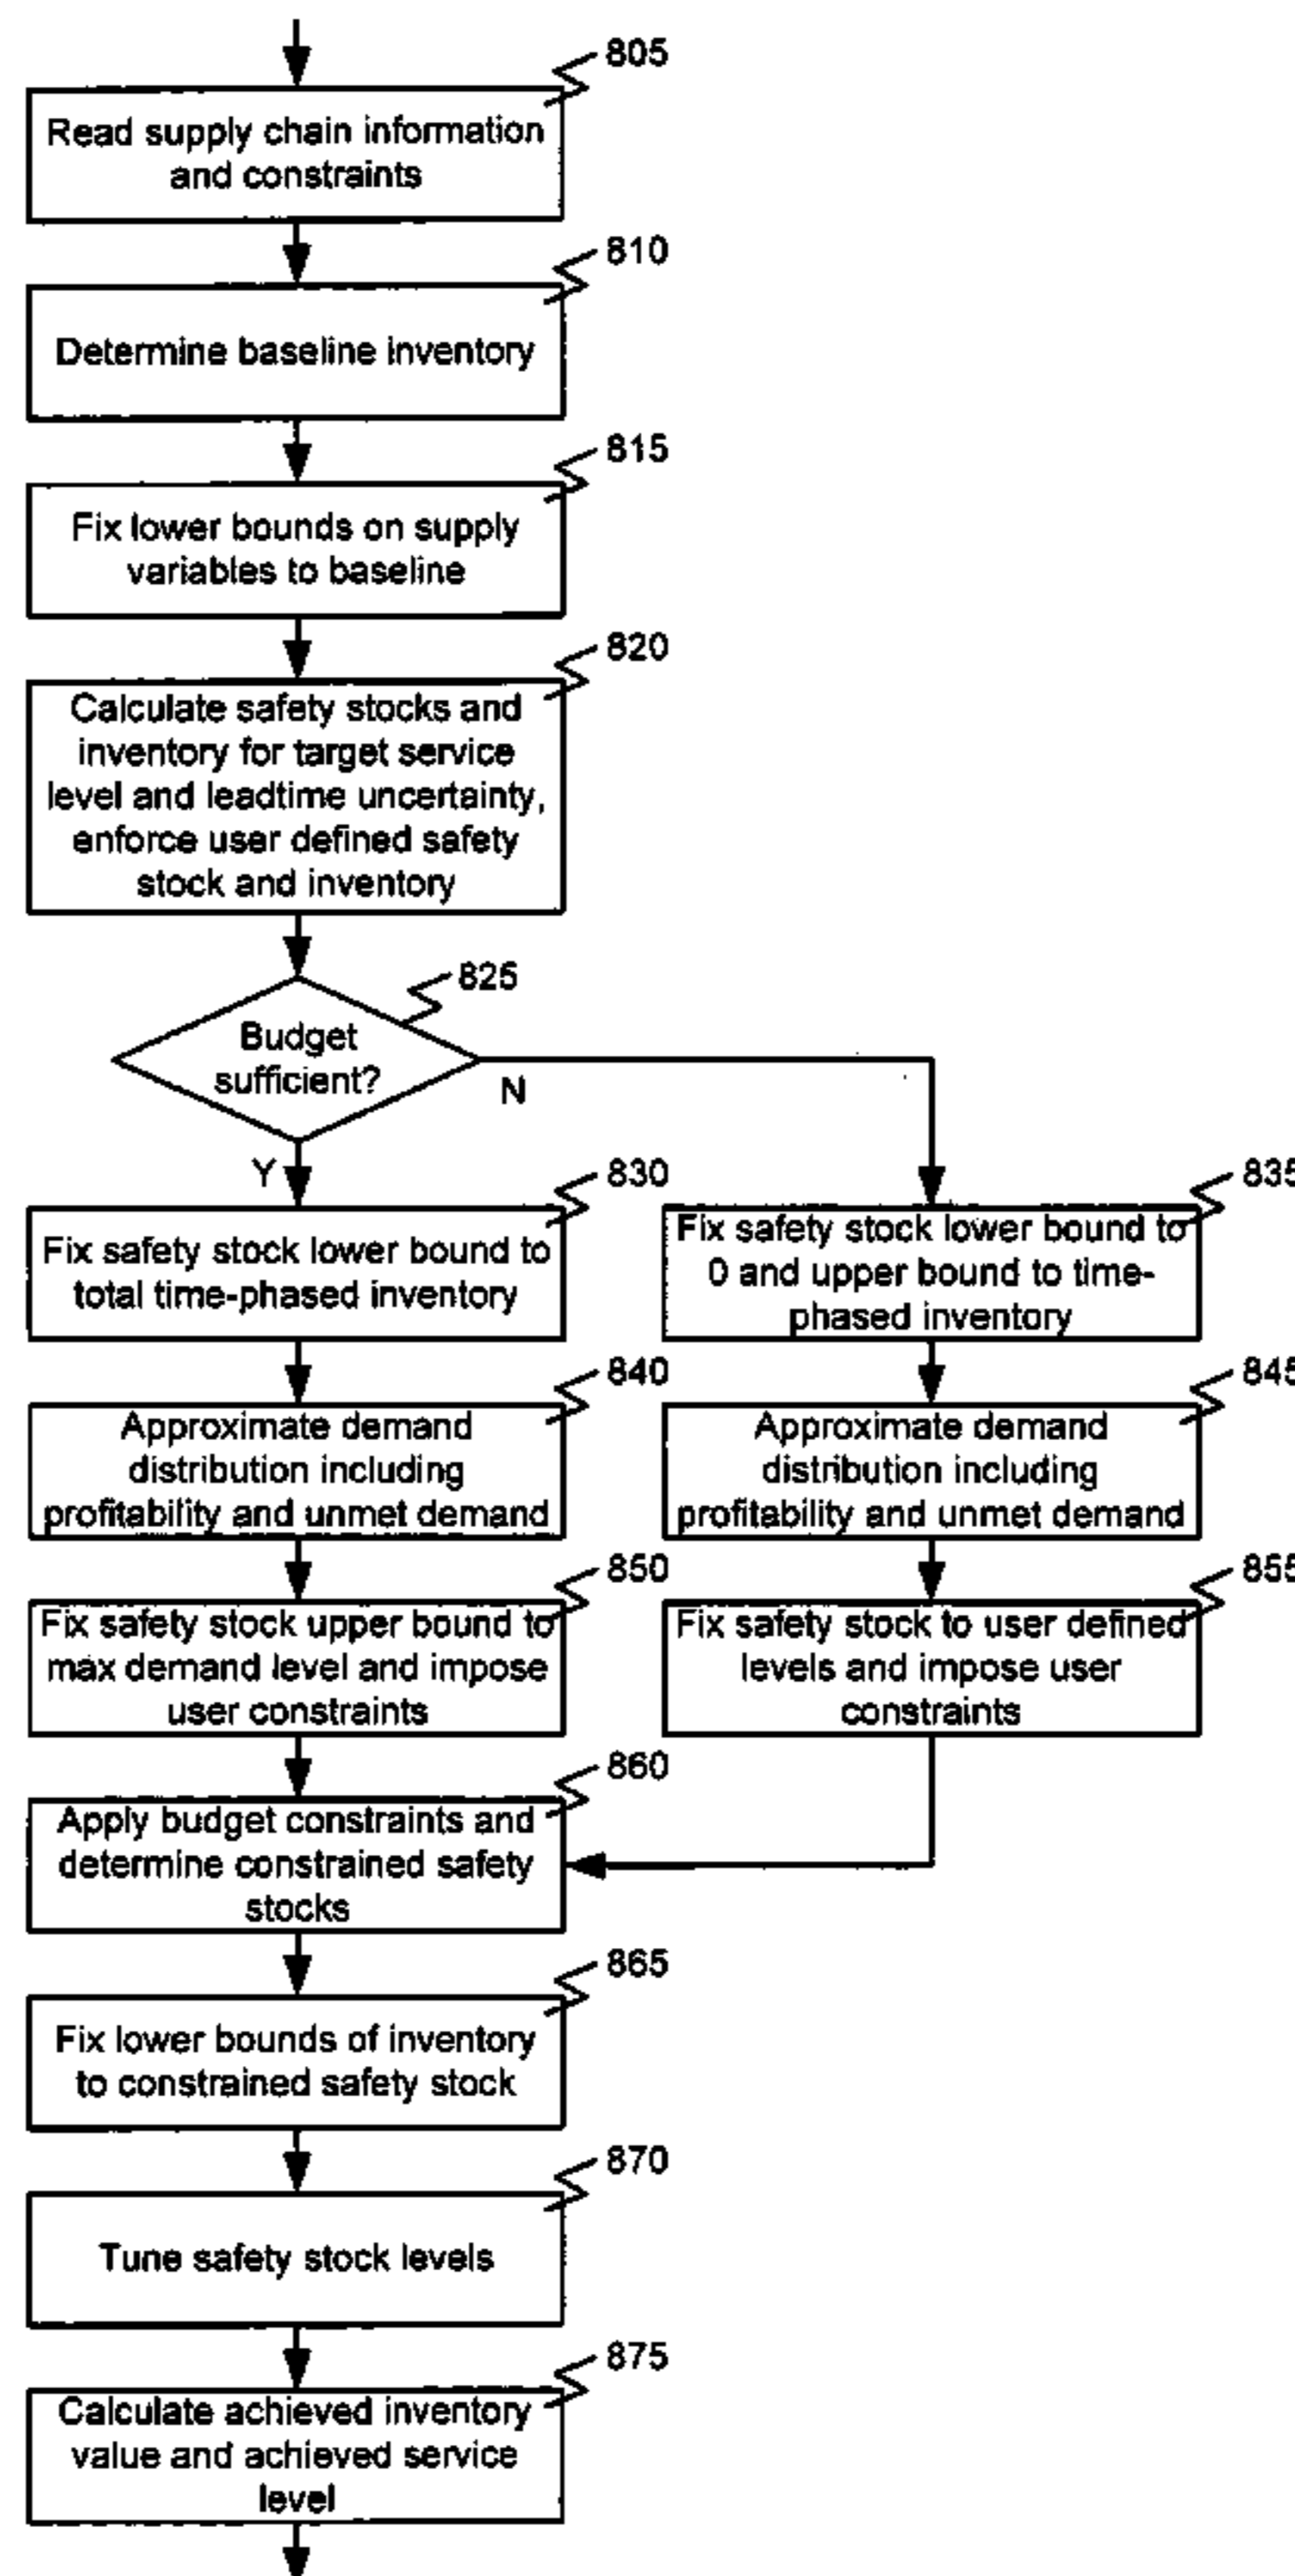 805
Read supply chain information
and constraints
810
Determine baseline inventory
815
Fix lower bounds on supply
variables to baseline
820
Calculate safety stocks and
inventory for target service
level and leadtime uncertainty,
enforce user defined safety
stock and inventory
825
Budget
sufficient?
N
Y
830
Fix safety stock lower bound to
total time-phased inventory
835
Fix safety stock lower bound to
0 and upper bound to time-
phased inventory
840
Approximate demand
distribution including
profitability and unmet demand
845
Approximate demand
distribution including
profitability and unmet demand
850
Fix safety stock upper bound to
max demand level and impose
user constraints
855
Fix safety stock to user defined
levels and impose user
constraints
860
Apply budget constraints and
determine constrained safety
stocks
865
Fix lower bounds of inventory
to constrained safety stock
870
Tune safety stock levels
875
Calculate achieved inventory
value and achieved service
level